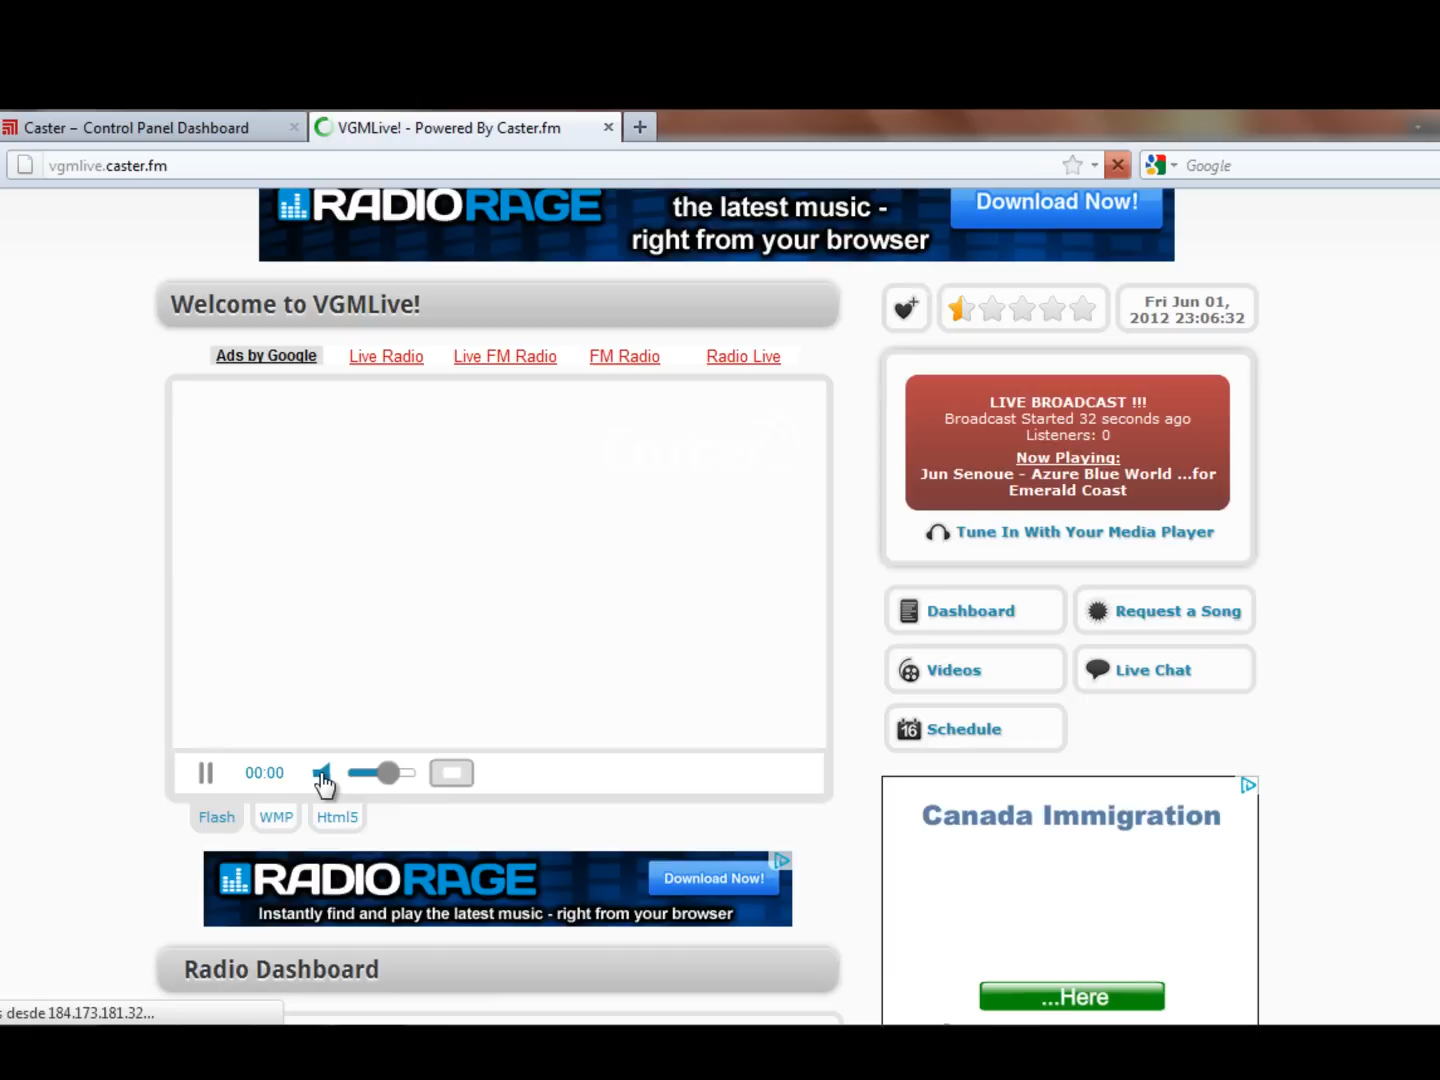 Caster – Control Panel Dashboard
VGMLive! - Powered By Caster.fm
vgmlive.caster.fm
Google
RADIORAGE
the latest music -
right from your browser
Download Now!
Welcome to VGMLive!
Fri Jun 01,
2012 23:06:32
Ads by Google
Live Radio
Live FM Radio
FM Radio
Radio Live
LIVE BROADCAST !!!
Broadcast Started 32 seconds ago
Listeners: 0
Now Playing:
Jun Senoue - Azure Blue World ...for
Emerald Coast
Tune In With Your Media Player
Dashboard
Request a Song
Videos
Live Chat
16
Schedule
00:00
Flash
WMP
Html5
RADIORAGE
Download Now!
Instantly find and play the latest music - right from your browser
Canada Immigration
...Here
Radio Dashboard
s desde 184.173.181.32...